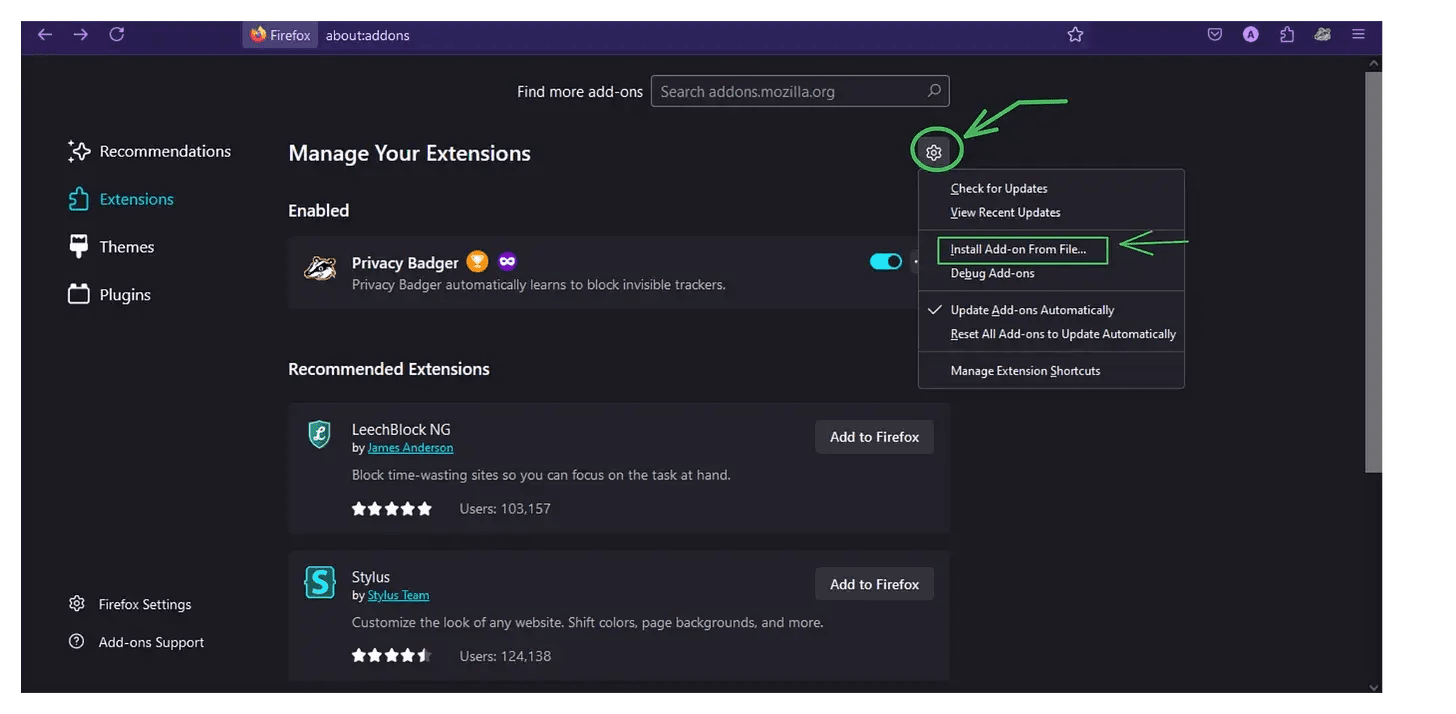 Firefox about:addons
A
Find more add-ons
Search addons.mozilla.org
Recommendations
Extensions
Themes
Plugins
Manage Your Extensions
Enabled
Privacy Badger
Privacy Badger automatically learns to block invisible trackers.
Check for Updates
View Recent Updates
Install Add-on From File...
Debug Add-ons
Update Add-ons Automatically
Reset All Add-ons to Update Automatically
Manage Extension Shortcuts
Recommended Extensions
LeechBlock NG
by James Anderson
Block time-wasting sites so you can focus on the task at hand.
Users: 103,157
Add to Firefox
S
Stylus
by Stylus Team
Customize the look of any website. Shift colors, page backgrounds, and more.
Users: 124,138
Add to Firefox
Firefox Settings
Add-ons Support